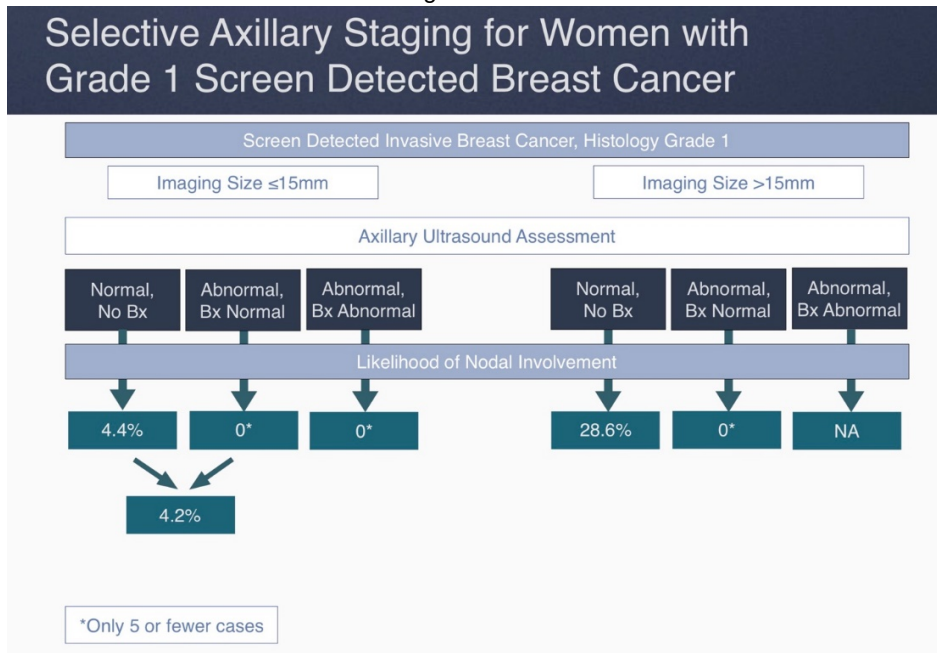 Selective Axillary Staging for Women with
Grade 1 Screen Detected Breast Cancer
Screen Detected Invasive Breast Cancer, Histology Grade 1
Imaging Size ≤15mm
Imaging Size >15mm
Axillary Ultrasound Assessment
Normal,
No Bx
Abnormal,
Bx Normal
Abnormal,
Bx Abnormal
Normal,
No Bx
Abnormal,
Bx Normal
Abnormal,
Bx Abnormal
Likelihood of Nodal Involvement
4.4%
0*
0*
28.6%
0*
NA
4.2%
*Only 5 or fewer cases